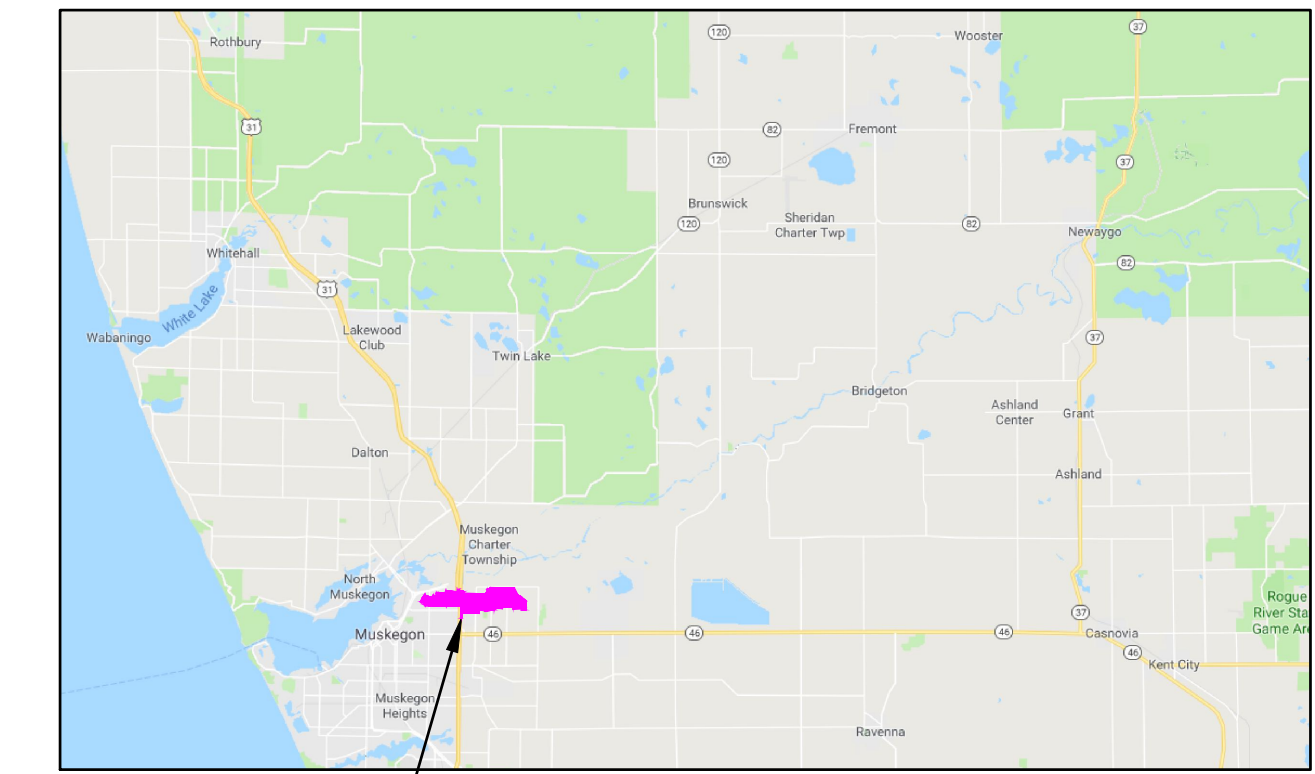 Rothbury
120
Wooster
37
31
82
Fremont
120
37
Brunswick
120
Sheridan
Charter Twp
82
Newaygo
Whitehall
82
31
White Lake
Wabaningo
Lakewood
Club
37
Twin Lake
Bridgeton
Ashland
Center
Grant
Dalton
Ashland
Muskegon
Charter
Township
North
Muskegon
Rogue
River Sta
Game Are
37
Muskegon
46
46
46
Casnovia
46
Kent City
Muskegon
Heights
Ravenna